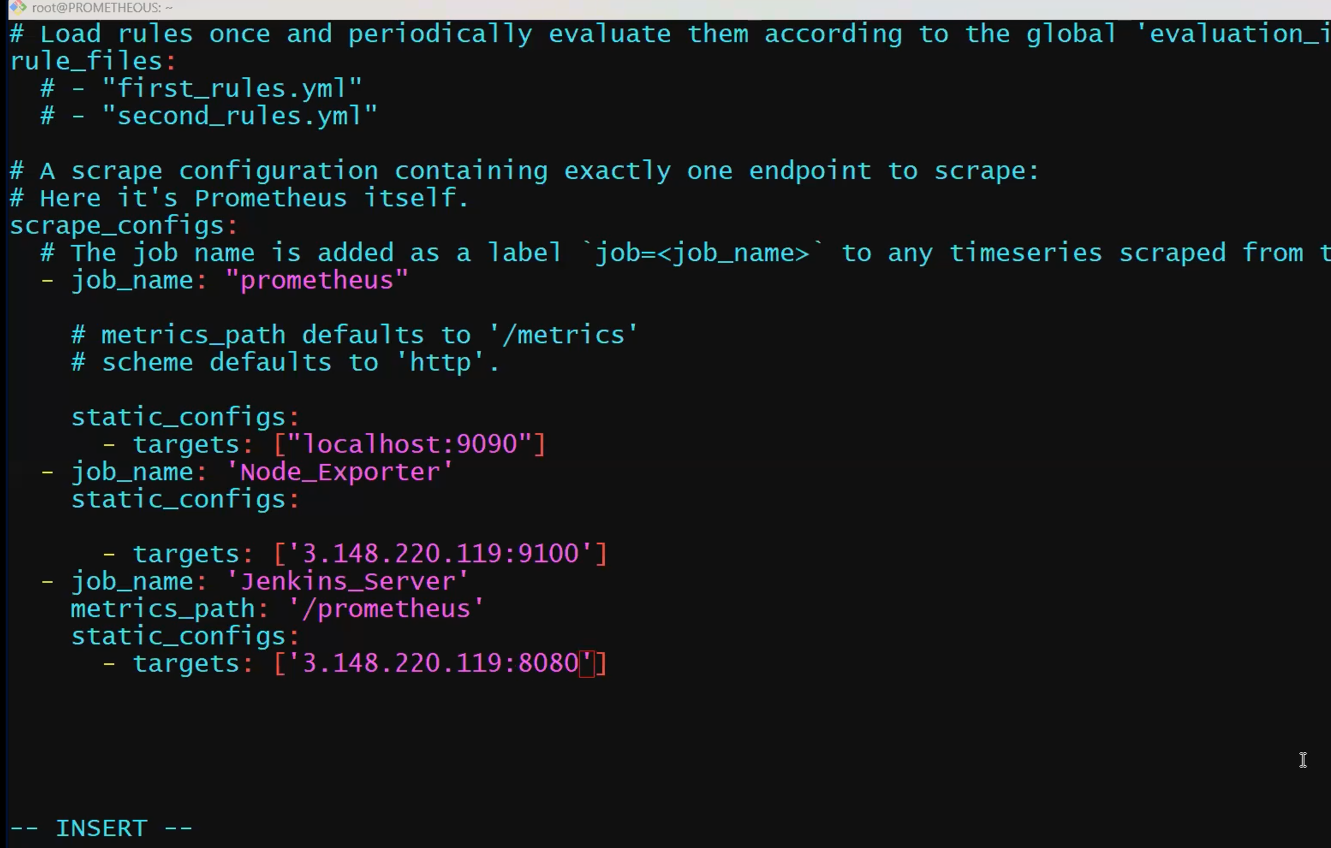 root@PROMETHEOUS: ~
# Load rules once and periodically evaluate them according to the global 'evaluation_i
rule_files:
  # - "first_rules.yml"
  # - "second_rules.yml"

# A scrape configuration containing exactly one endpoint to scrape:
# Here it's Prometheus itself.
scrape_configs:
  # The job name is added as a label `job=<job_name>` to any timeseries scraped from t
  - job_name: "prometheus"

    # metrics_path defaults to '/metrics'
    # scheme defaults to 'http'.

    static_configs:
      - targets: ["localhost:9090"]
  - job_name: 'Node_Exporter'
    static_configs:

      - targets: ['3.148.220.119:9100']
  - job_name: 'Jenkins_Server'
    metrics_path: '/prometheus'
    static_configs:
      - targets: ['3.148.220.119:8080']
-- INSERT --